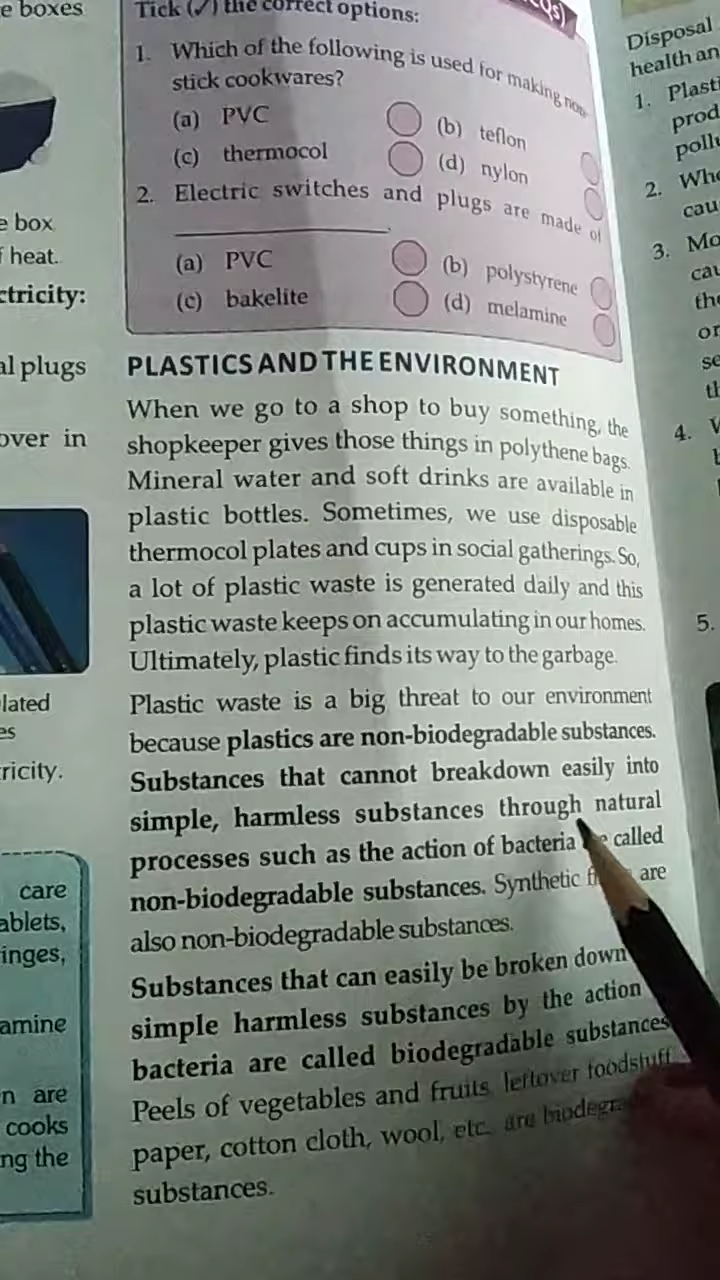 e boxes
e box
f heat.
ctricity:
al plugs
over in
lated
es
ricity.
care
ablets,
inges,
amine
n are
cooks
ng the
Tick (✓) the correct options:
1. Which of the following is used for making non-
stick cookwares?
(a) PVC (b) teflon
(c) thermocol (d) nylon
2. Electric switches and plugs are made of
____________.
(a) PVC (b) polystyrene
(c) bakelite (d) melamine
PLASTICS AND THE ENVIRONMENT
When we go to a shop to buy something, the
shopkeeper gives those things in polythene bags.
Mineral water and soft drinks are available in
plastic bottles. Sometimes, we use disposable
thermocol plates and cups in social gatherings. So,
a lot of plastic waste is generated daily and this
plastic waste keeps on accumulating in our homes.
Ultimately, plastic finds its way to the garbage.
Plastic waste is a big threat to our environment
because plastics are non-biodegradable substances.
Substances that cannot breakdown easily into
simple, harmless substances through natural
processes such as the action of bacteria called
non-biodegradable substances. Synthetic are
also non-biodegradable substances.
Substances that can easily be broken down
simple harmless substances by the action
bacteria are called biodegradable substances
Peels of vegetables and fruits, leftover foodstuff,
paper, cotton cloth, wool, etc. are biodegra
substances.
Disposal
health an
1. Plasti
prod
pollu
2. Whe
cau
3. Mo
cau
the
or
se
4.
5.